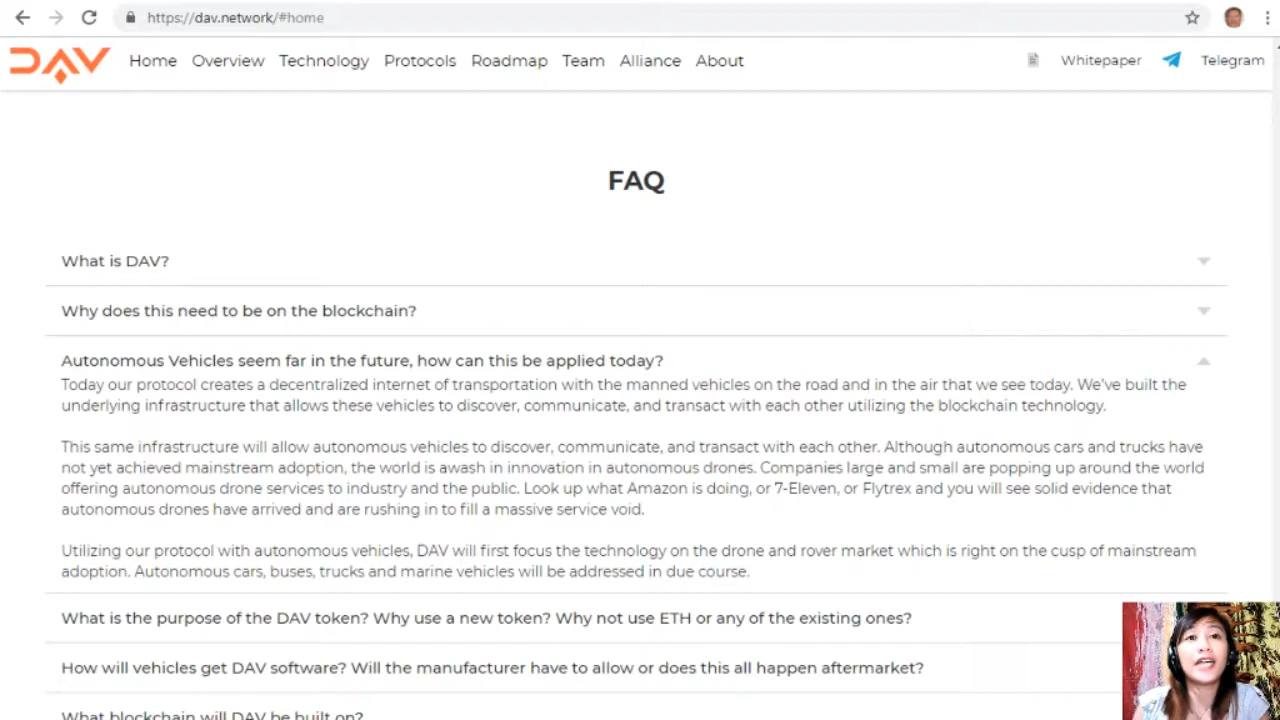 https://dav.network/#home
DAV Home Overview Technology Protocols Roadmap Team Alliance About Whitepaper Telegram
FAQ
What is DAV?
Why does this need to be on the blockchain?
Autonomous Vehicles seem far in the future, how can this be applied today?
Today our protocol creates a decentralized internet of transportation with the manned vehicles on the road and in the air that we see today. We've built the
underlying infrastructure that allows these vehicles to discover, communicate, and transact with each other utilizing the blockchain technology.
This same infrastructure will allow autonomous vehicles to discover, communicate, and transact with each other. Although autonomous cars and trucks have
not yet achieved mainstream adoption, the world is awash in innovation in autonomous drones. Companies large and small are popping up around the world
offering autonomous drone services to industry and the public. Look up what Amazon is doing, or 7-Eleven, or Flytrex and you will see solid evidence that
autonomous drones have arrived and are rushing in to fill a massive service void.
Utilizing our protocol with autonomous vehicles, DAV will first focus the technology on the drone and rover market which is right on the cusp of mainstream
adoption. Autonomous cars, buses, trucks and marine vehicles will be addressed in due course.
What is the purpose of the DAV token? Why use a new token? Why not use ETH or any of the existing ones?
How will vehicles get DAV software? Will the manufacturer have to allow or does this all happen aftermarket?
What blockchain will DAV be built on?